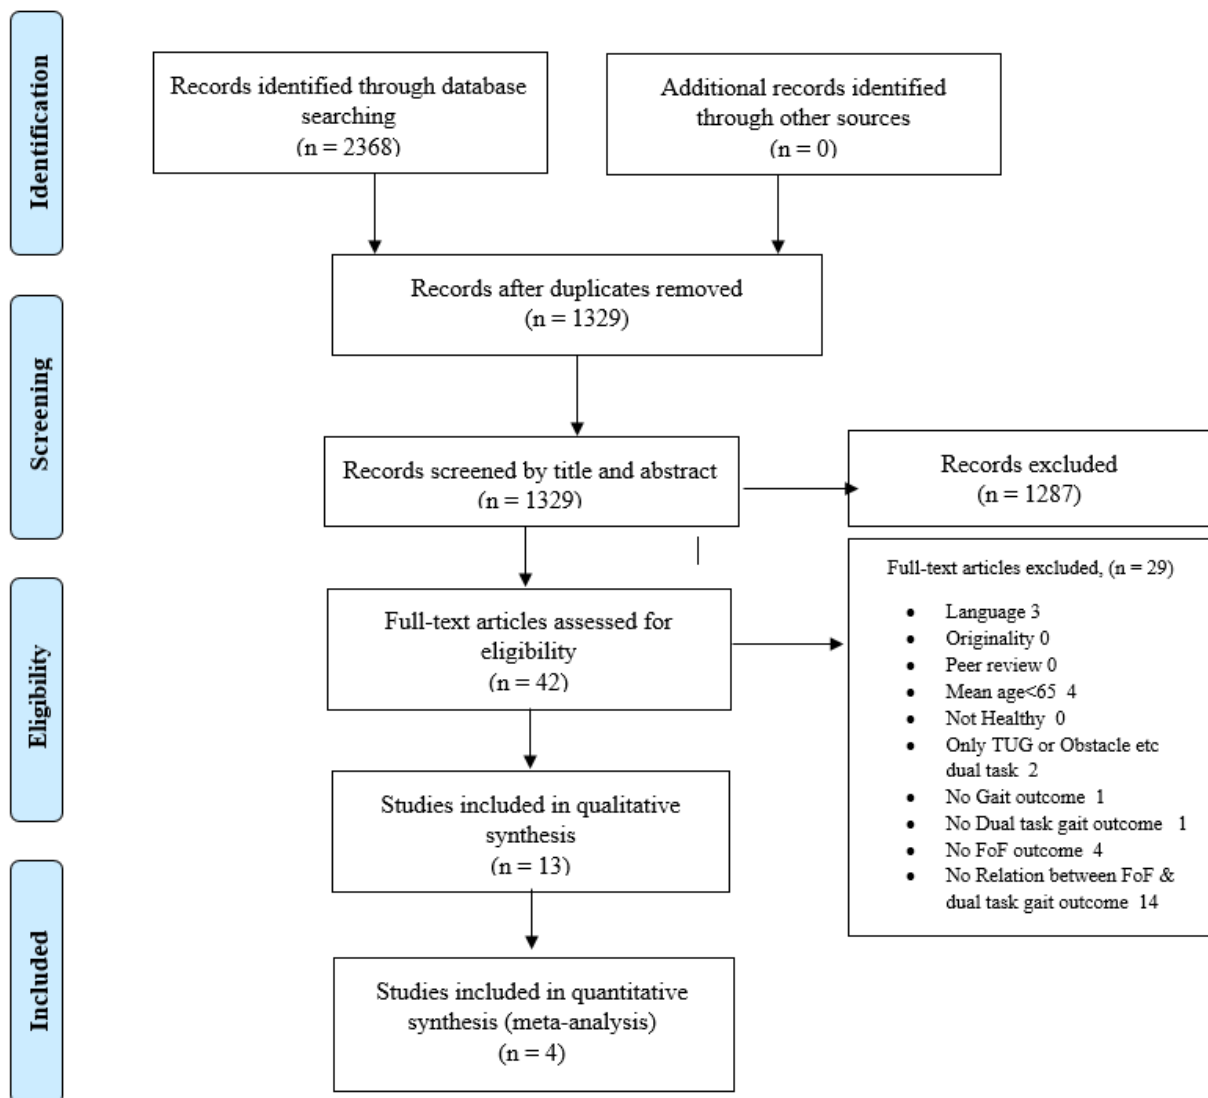 Identification
Records identified through database
searching
(n = 2368)
Additional records identified
through other sources
(n = 0)
Records after duplicates removed
(n = 1329)
Screening
Records screened by title and abstract
(n = 1329)
Records excluded
(n = 1287)
Eligibility
Full-text articles assessed for
eligibility
(n = 42)
Full-text articles excluded, (n = 29)
• Language 3
• Originality 0
• Peer review 0
• Mean age<65 4
• Not Healthy 0
• Only TUG or Obstacle etc
dual task 2
• No Gait outcome 1
• No Dual task gait outcome 1
• No FoF outcome 4
• No Relation between FoF &
dual task gait outcome 14
Studies included in qualitative
synthesis
(n = 13)
Included
Studies included in quantitative
synthesis (meta-analysis)
(n = 4)